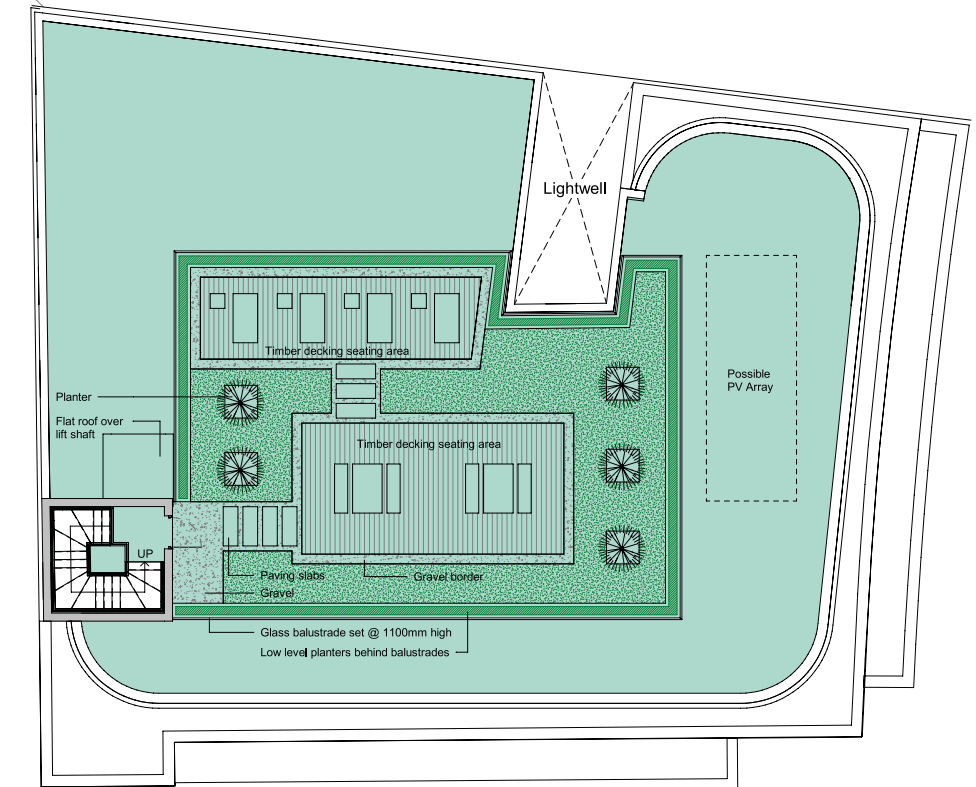 Lightwell
Timber decking seating area
Possible
PV Array
Planter
Flat roof over
lift shaft
Timber decking seating area
UP
Paving slabs
Gravel border
Gravel
Glass balustrade set @ 1100mm high
Low level planters behind balustrades